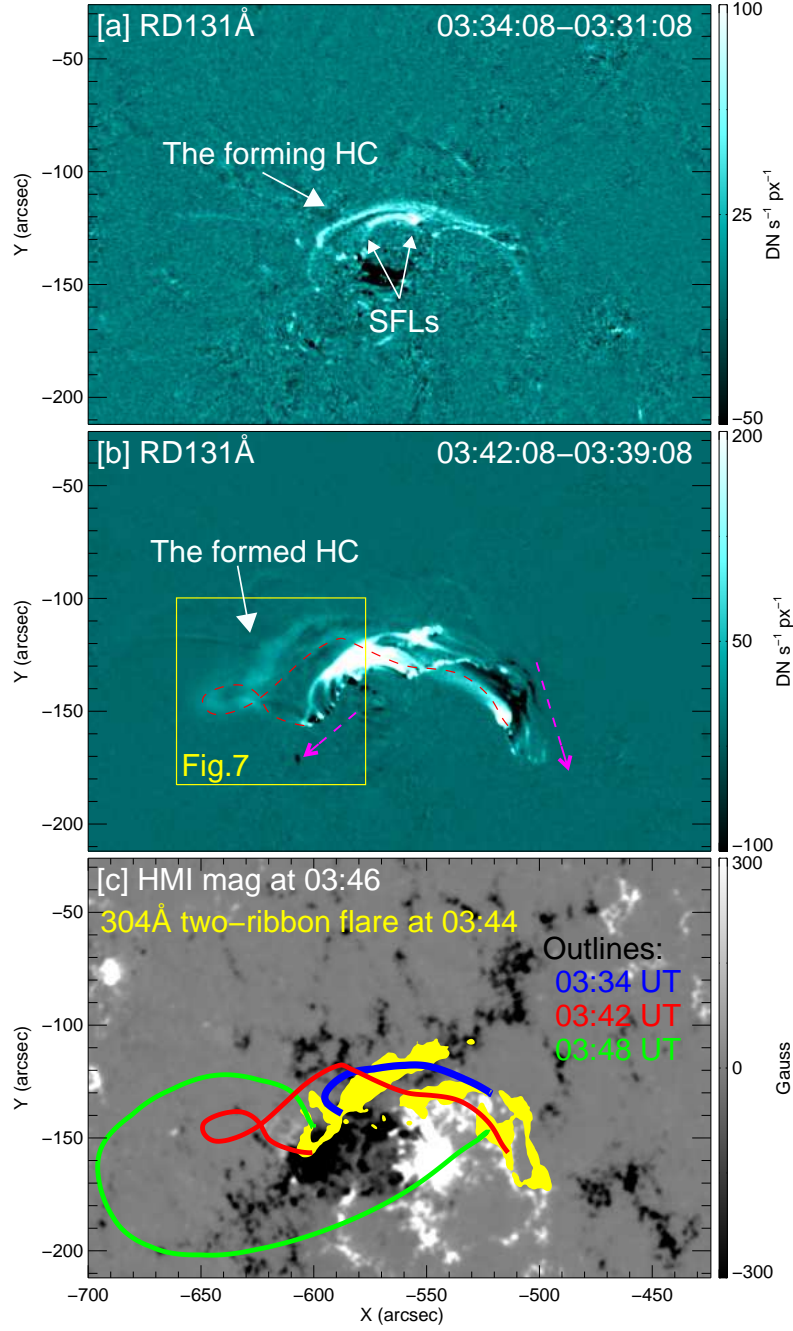 [a] RD131Å 03:34:08−03:31:08
The forming HC
SFLs
Y (arcsec)
−50
−100
−150
−200
100
25
−50
DN s⁻¹ px⁻¹
[b] RD131Å 03:42:08−03:39:08
The formed HC
Fig.7
Y (arcsec)
−50
−100
−150
−200
200
50
−100
DN s⁻¹ px⁻¹
[c] HMI mag at 03:46
304Å two−ribbon flare at 03:44
Outlines:
03:34 UT
03:42 UT
03:48 UT
Y (arcsec)
−50
−100
−150
−200
300
0
−300
Gauss
−700 −650 −600 −550 −500 −450
X (arcsec)